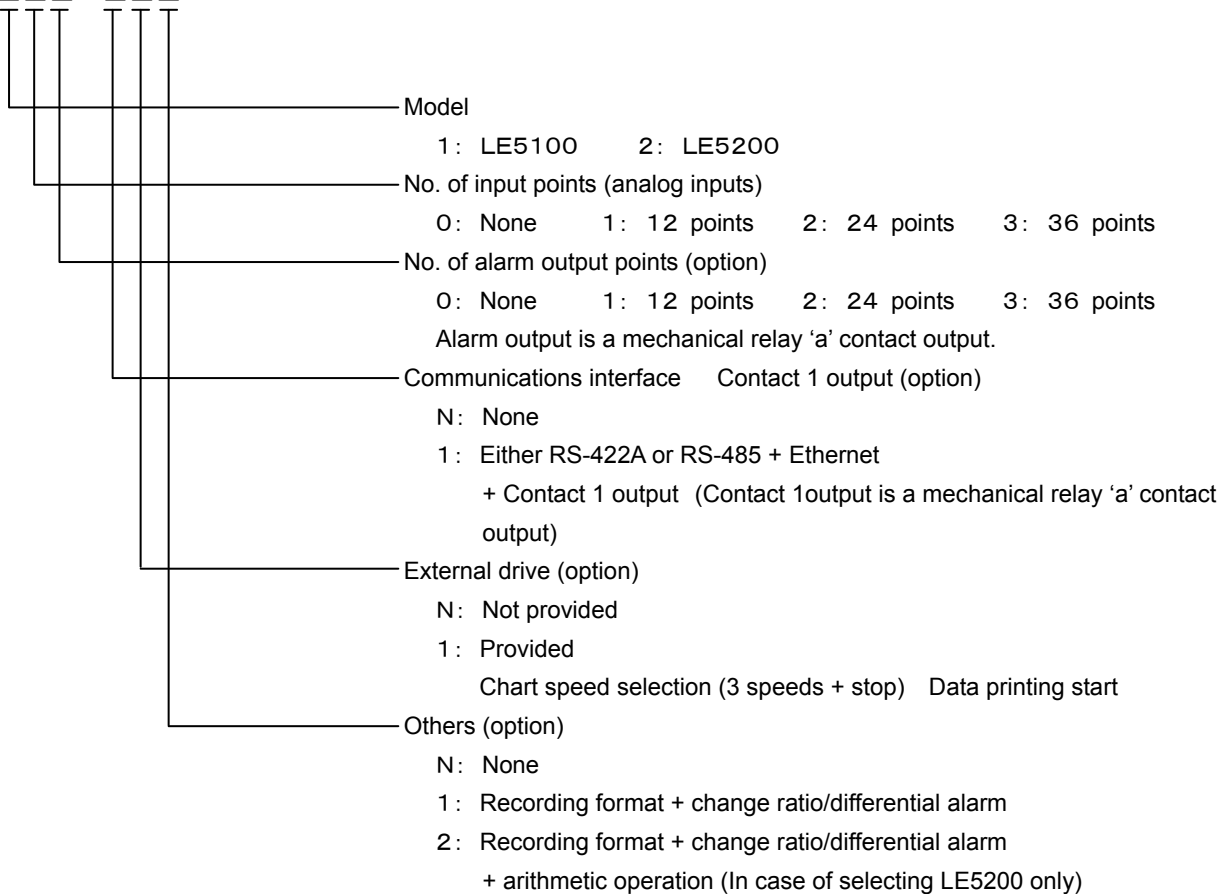 Model
1: LE5100 2: LE5200
No. of input points (analog inputs)
0: None 1: 12 points 2: 24 points 3: 36 points
No. of alarm output points (option)
0: None 1: 12 points 2: 24 points 3: 36 points
Alarm output is a mechanical relay ‘a’ contact output.
Communications interface Contact 1 output (option)
N: None
1: Either RS-422A or RS-485 + Ethernet
+ Contact 1 output (Contact 1output is a mechanical relay ‘a’ contact
output)
External drive (option)
N: Not provided
1: Provided
Chart speed selection (3 speeds + stop) Data printing start
Others (option)
N: None
1: Recording format + change ratio/differential alarm
2: Recording format + change ratio/differential alarm
+ arithmetic operation (In case of selecting LE5200 only)